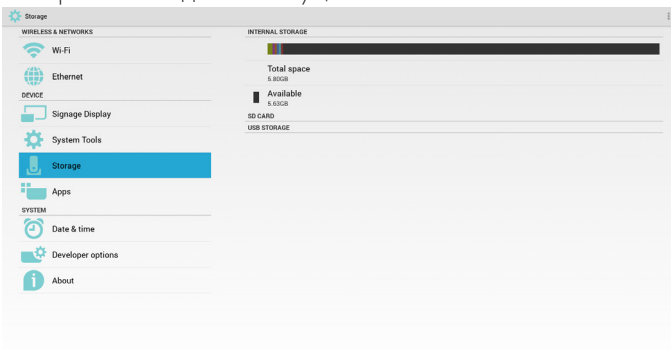 Storage
WIRELESS & NETWORKS
Wi-Fi
Ethernet
DEVICE
Signage Display
System Tools
Storage
Apps
SYSTEM
Date & time
Developer options
About
INTERNAL STORAGE
Total space
5.80GB
Available
5.63GB
SD CARD
USB STORAGE